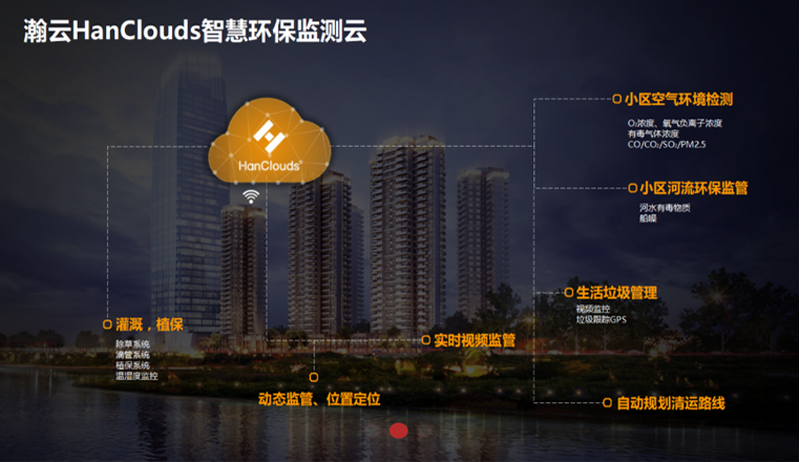 瀚云HanClouds智慧环保监测云
HanClouds
小区空气环境检测
O₂浓度、氧气负离子浓度
有毒气体浓度
CO/CO₂/SO₂/PM2.5
小区河流环保监管
河水有毒物质
船幔
生活垃圾管理
视频监控
垃圾跟踪GPS
灌溉，植保
除草系统
滴管系统
植保系统
温湿度监控
实时视频监管
动态监管、位置定位
自动规划清运路线